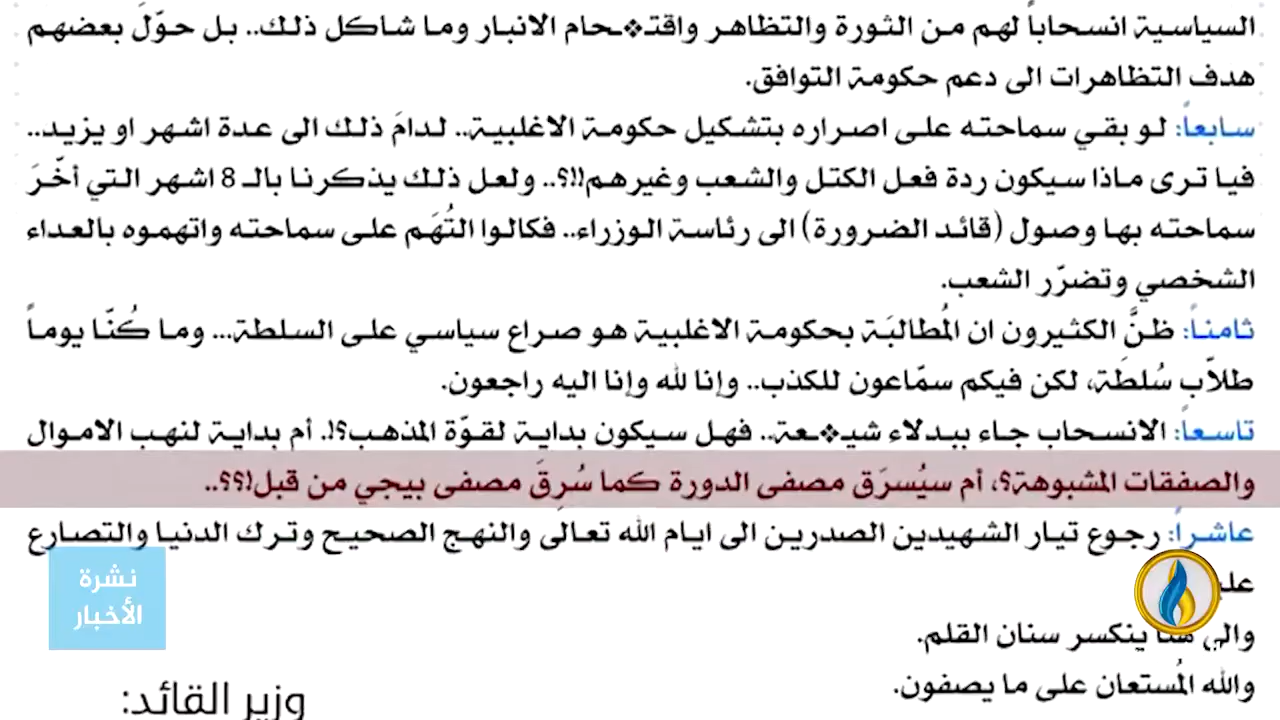 السياسية انسحاباً لهم من الثورة والتظاهر واقتـ❖ـحام الانبار وما شاكل ذلك.. بل حوّلَ بعضهم
هدف التظاهرات الى دعم حكومة التوافق.
سابعاً: لو بقي سماحته على اصراره بتشكيل حكومة الاغلبية.. لدامَ ذلك الى عدة اشهر او يزيد..
فيا ترى ماذا سيكون ردة فعل الكتل والشعب وغيرهم!!؟.. ولعل ذلك يذكرنا بالـ 8 اشهر التي أخّرَ
سماحته بها وصول (قائد الضرورة) الى رئاسة الوزراء.. فكالوا التُهَم على سماحته واتهموه بالعداء
الشخصي وتضرّر الشعب.
ثامناً: ظنَّ الكثيرون ان المُطالبَة بحكومة الاغلبية هو صراع سياسي على السلطة... وما كُنّا يوماً
طلاّب سُلطَة، لكن فيكم سمّاعون للكذب.. وإنا لله وإنا اليه راجعون.
تاسعاً: الانسحاب جاء ببدلاء شيـ❖ـعة.. فهل سيكون بداية لقوّة المذهب؟!. أم بداية لنهب الاموال
والصفقات المشبوهة؟، أم سيُسرَق مصفى الدورة كما سُرِقَ مصفى بيجي من قبل!؟؟..
عاشراً: رجوع تيار الشهيدين الصدرين الى ايام الله تعالى والنهج الصحيح وترك الدنيا والتصارع
والى هنا ينكسر سنان القلم.
والله المُستعان على ما يصفون.
وزير القائد:
نشرة
الأخبار